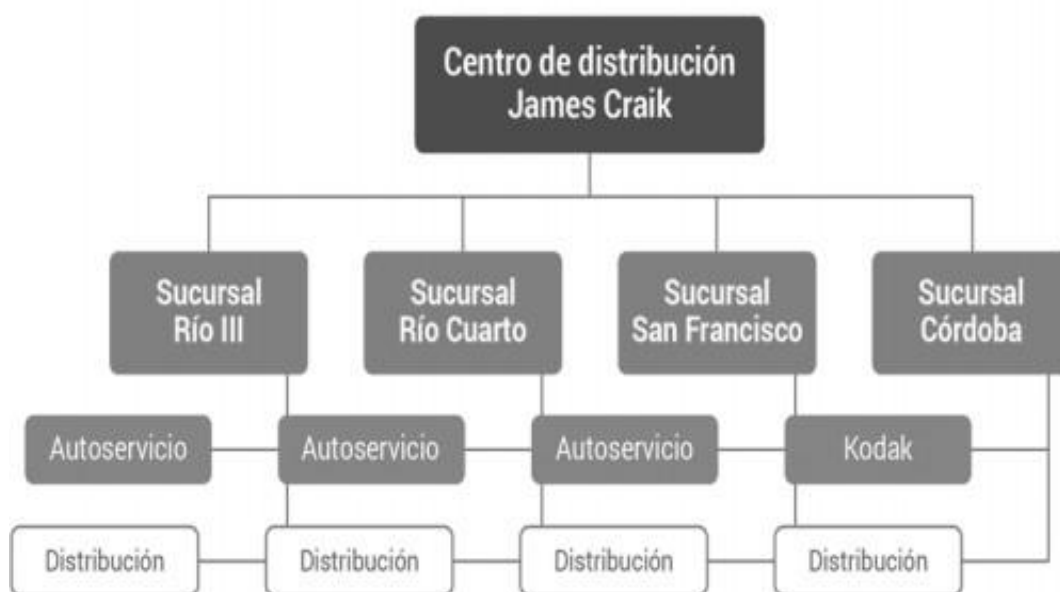 Centro de distribución
James Craik
Sucursal
Río III
Sucursal
Río Cuarto
Sucursal
San Francisco
Sucursal
Córdoba
Autoservicio
Autoservicio
Autoservicio
Kodak
Distribución
Distribución
Distribución
Distribución